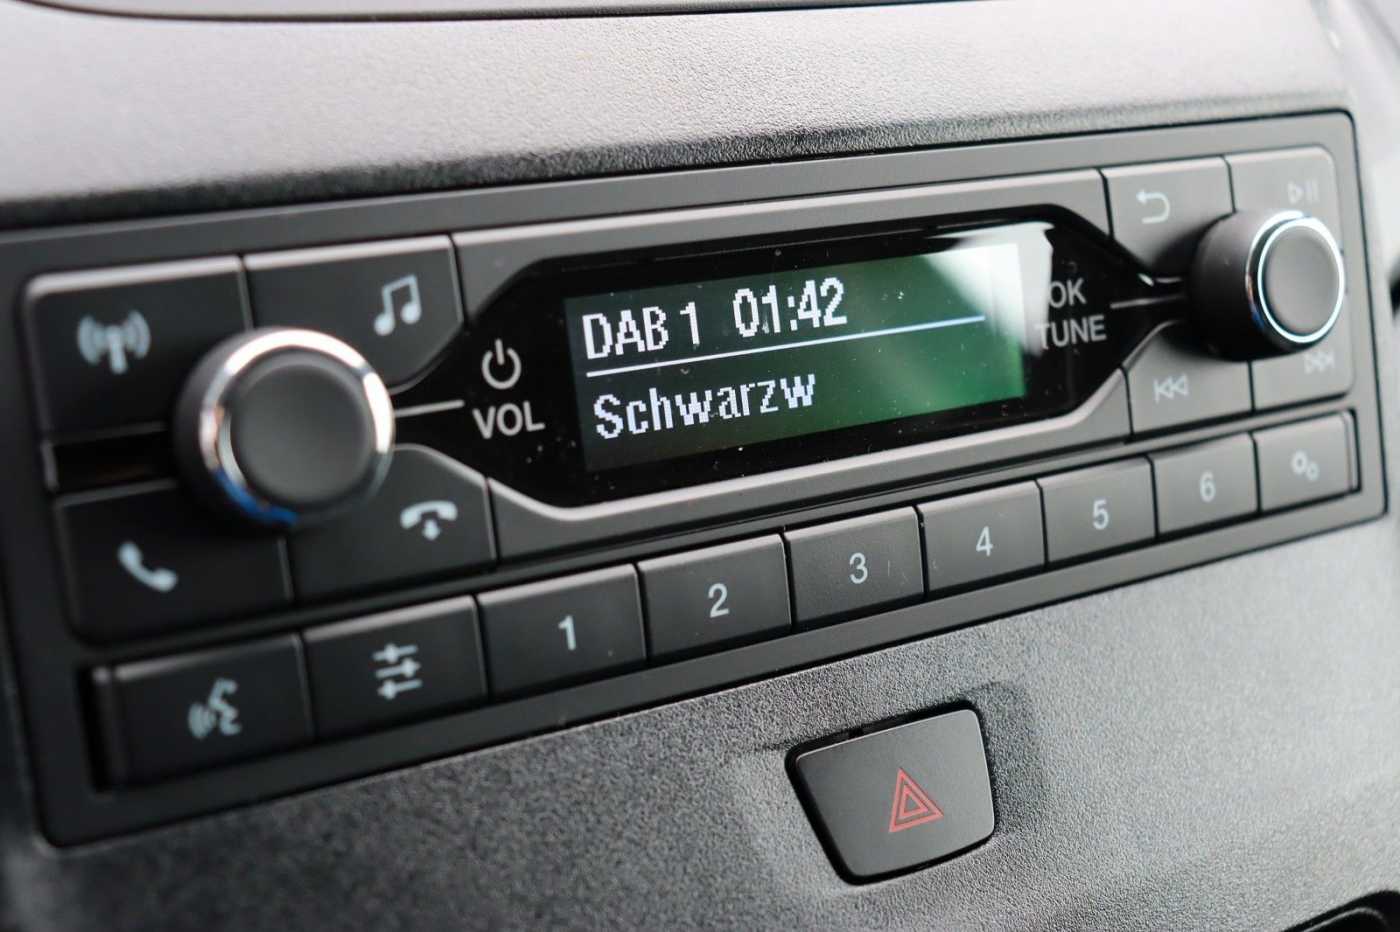 DAB 1 01:42
Schwarzw
VOL
OK
TUNE
1 2 3 4 5 6